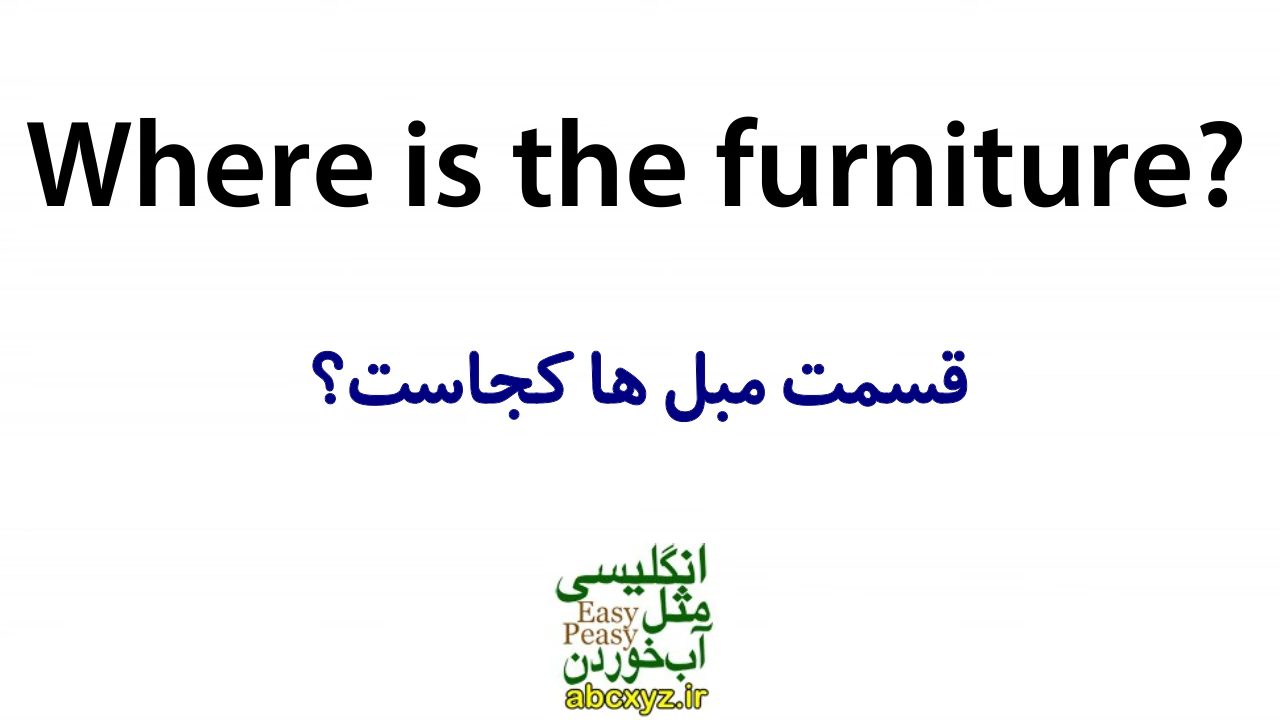 Where is the furniture?
قسمت مبل ها کجاست؟
انگلیسی
مثل
Easy
Peasy
آب خوردن
abcxyz.ir